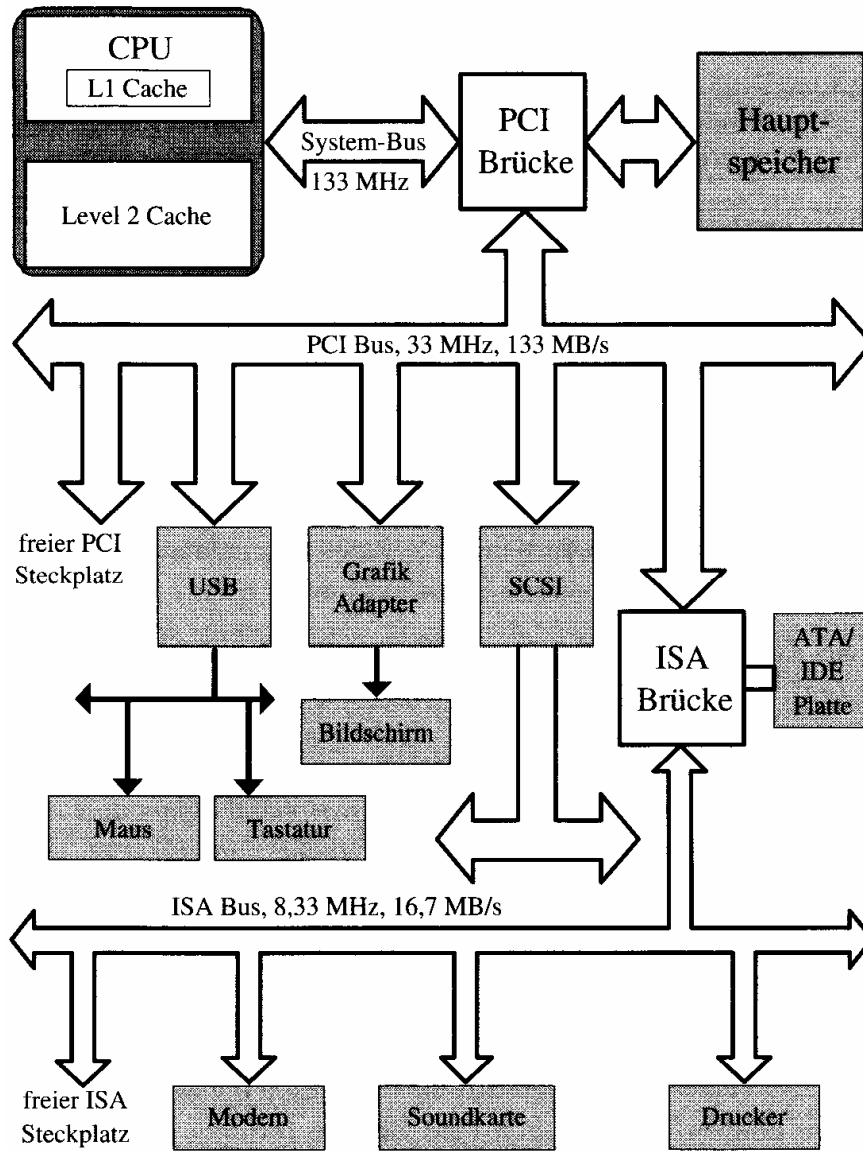 CPU
L1 Cache
Level 2 Cache
System-Bus
133 MHz
PCI
Brücke
Haupt-
speicher
PCI Bus, 33 MHz, 133 MB/s
freier PCI
Steckplatz
USB
Grafik
Adapter
SCSI
ISA
Brücke
ATA/
IDE
Platte
Bildschirm
Maus
Tastatur
ISA Bus, 8,33 MHz, 16,7 MB/s
freier ISA
Steckplatz
Modem
Soundkarte
Drucker